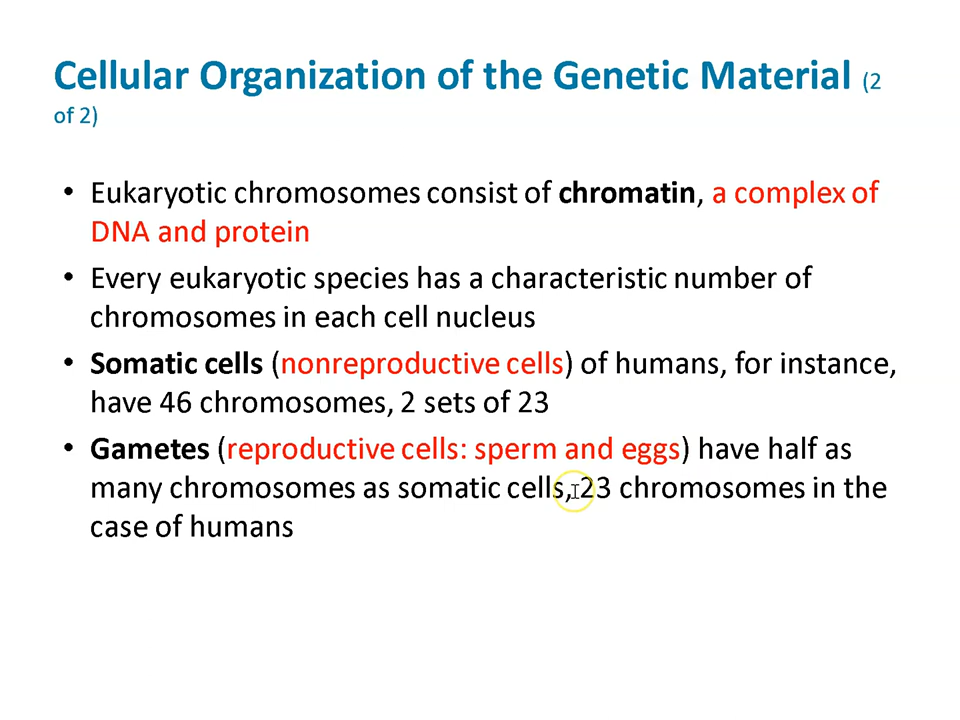 Cellular Organization of the Genetic Material (2
of 2)
• Eukaryotic chromosomes consist of chromatin, a complex of
DNA and protein
• Every eukaryotic species has a characteristic number of
chromosomes in each cell nucleus
• Somatic cells (nonreproductive cells) of humans, for instance,
have 46 chromosomes, 2 sets of 23
• Gametes (reproductive cells: sperm and eggs) have half as
many chromosomes as somatic cells, 23 chromosomes in the
case of humans